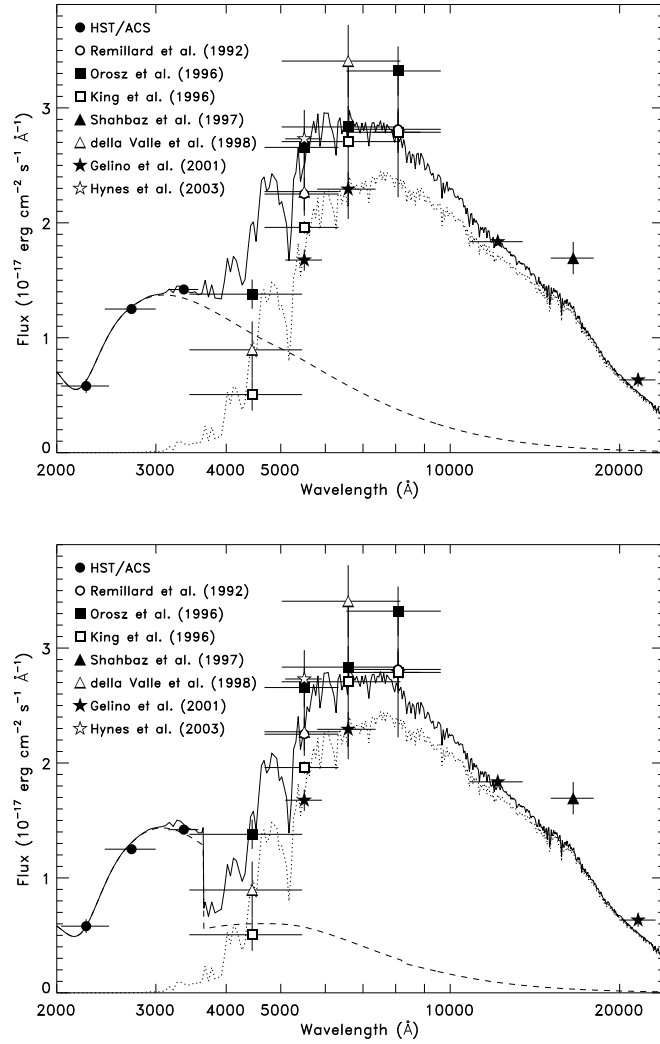 HST/ACS
Remillard et al. (1992)
Orosz et al. (1996)
King et al. (1996)
Shahbaz et al. (1997)
della Valle et al. (1998)
Gelino et al. (2001)
Hynes et al. (2003)
Flux (10⁻¹⁷ erg cm⁻² s⁻¹ Å⁻¹)
3
2
1
0
2000 3000 4000 5000 10000 20000
Wavelength (Å)
HST/ACS
Remillard et al. (1992)
Orosz et al. (1996)
King et al. (1996)
Shahbaz et al. (1997)
della Valle et al. (1998)
Gelino et al. (2001)
Hynes et al. (2003)
Flux (10⁻¹⁷ erg cm⁻² s⁻¹ Å⁻¹)
3
2
1
0
2000 3000 4000 5000 10000 20000
Wavelength (Å)